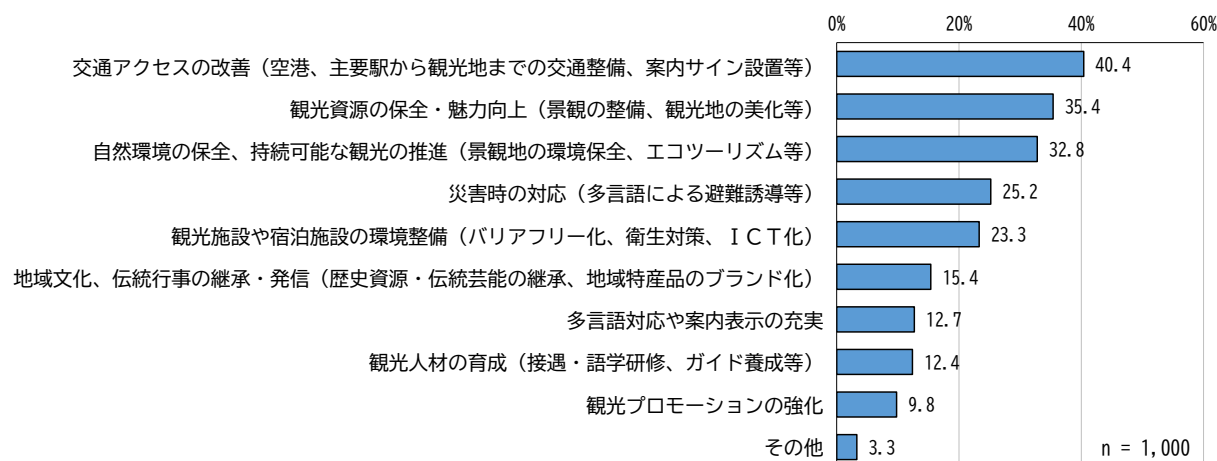 0% 20% 40% 60%
交通アクセスの改善（空港、主要駅から観光地までの交通整備、案内サイン設置等） 40.4
観光資源の保全・魅力向上（景観の整備、観光地の美化等） 35.4
自然環境の保全、持続可能な観光の推進（景観地の環境保全、エコツーリズム等） 32.8
災害時の対応（多言語による避難誘導等） 25.2
観光施設や宿泊施設の環境整備（バリアフリー化、衛生対策、ＩＣＴ化） 23.3
地域文化、伝統行事の継承・発信（歴史資源・伝統芸能の継承、地域特産品のブランド化） 15.4
多言語対応や案内表示の充実 12.7
観光人材の育成（接遇・語学研修、ガイド養成等） 12.4
観光プロモーションの強化 9.8
その他 3.3
n = 1,000